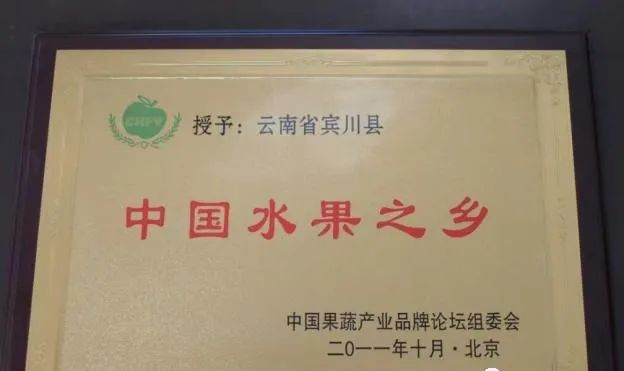 CHFV
授予：云南省宾川县
中国水果之乡
中国果蔬产业品牌论坛组委会
二〇一一年十月·北京